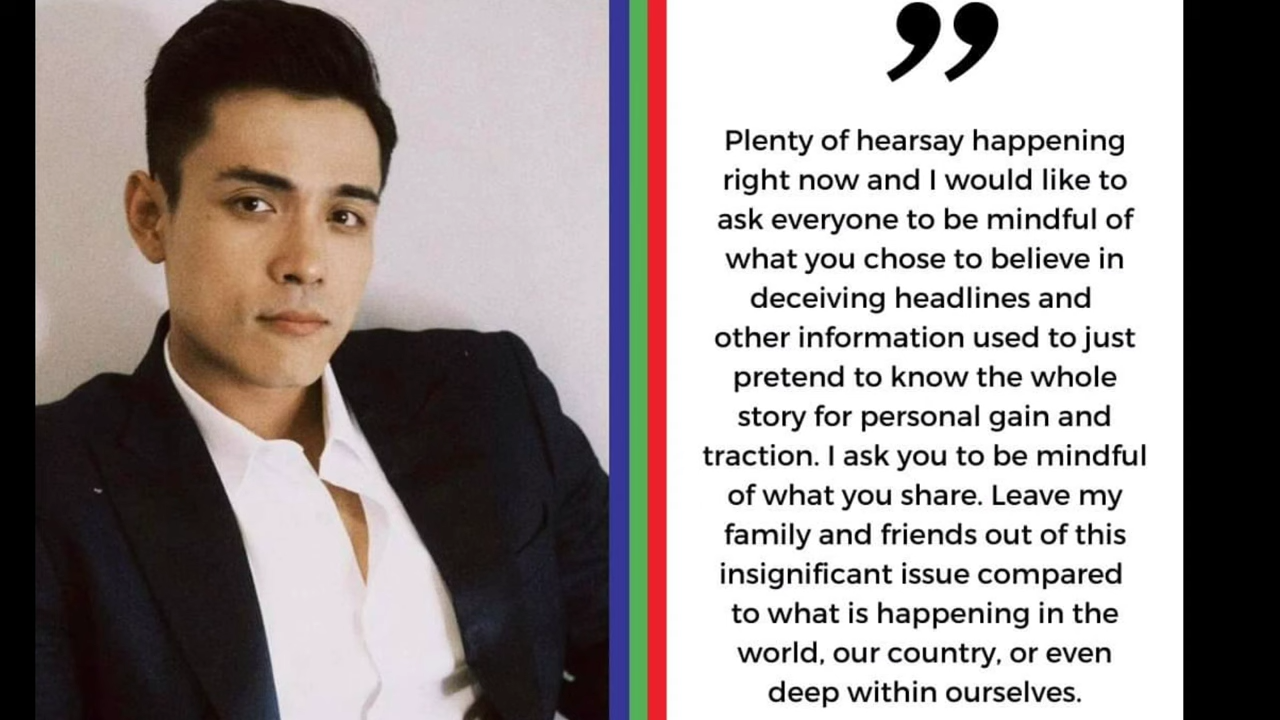 ”
Plenty of hearsay happening
right now and I would like to
ask everyone to be mindful of
what you chose to believe in
deceiving headlines and
other information used to just
pretend to know the whole
story for personal gain and
traction. I ask you to be mindful
of what you share. Leave my
family and friends out of this
insignificant issue compared
to what is happening in the
world, our country, or even
deep within ourselves.